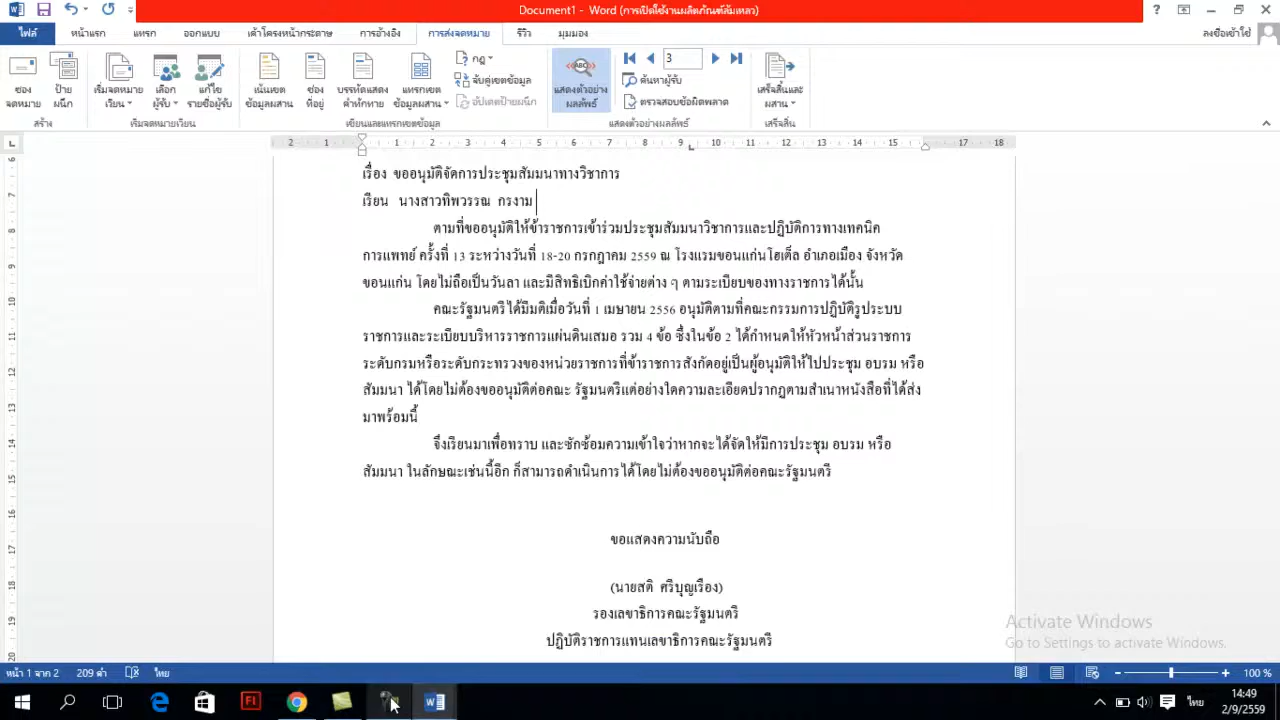 Document1 - Word (การเปิดใช้งานผลิตภัณฑ์ล้มเหลว)
ไฟล์ หน้าแรก แทรก ออกแบบ เค้าโครงหน้ากระดาษ การอ้างอิง การส่งจดหมาย รีวิว มุมมอง ลงชื่อเข้าใช้
ซองจดหมาย ป้ายผนึก เริ่มจดหมายเวียน เลือกผู้รับ แก้ไขรายชื่อผู้รับ เน้นเขตข้อมูลผสาน ช่องที่อยู่ บรรทัดแสดงคำทักทาย แทรกเขตข้อมูลผสาน กฎ จับคู่เขตข้อมูล อัปเดตป้ายผนึก แสดงตัวอย่างผลลัพธ์ 3 ค้นหาผู้รับ ตรวจสอบข้อผิดพลาด เสร็จสิ้นและผสาน
สร้าง เริ่มจดหมายเวียน เขียนและแทรกเขตข้อมูล แสดงตัวอย่างผลลัพธ์ เสร็จสิ้น
2 1 1 2 3 4 5 6 7 8 9 10 11 12 13 14 15 17 18
6 7 8 9 10 11 12 13 14 15 16 17 18 19 20
เรื่อง ขออนุมัติจัดการประชุมสัมมนาทางวิชาการ
เรียน นางสาวทิพวรรณ กรงาม
ตามที่ขออนุมัติให้ข้าราชการเข้าร่วมประชุมสัมมนาวิชาการและปฏิบัติการทางเทคนิค
การแพทย์ ครั้งที่ 13 ระหว่างวันที่ 18-20 กรกฎาคม 2559 ณ โรงแรมขอนแก่นโฮเต็ล อำเภอเมือง จังหวัด
ขอนแก่น โดยไม่ถือเป็นวันลา และมีสิทธิเบิกค่าใช้จ่ายต่าง ๆ ตามระเบียบของทางราชการได้นั้น
คณะรัฐมนตรีได้มีมติเมื่อวันที่ 1 เมษายน 2556 อนุมัติตามที่คณะกรรมการปฏิบัติรูประบบ
ราชการและระเบียบบริหารราชการแผ่นดินเสมอ รวม 4 ข้อ ซึ่งในข้อ 2 ได้กำหนดให้หัวหน้าส่วนราชการ
ระดับกรมหรือระดับกระทรวงของหน่วยราชการที่ข้าราชการสังกัดอยู่เป็นผู้อนุมัติให้ไปประชุม อบรม หรือ
สัมมนา ได้โดยไม่ต้องขออนุมัติต่อคณะ รัฐมนตรีแต่อย่างใดความละเอียดปรากฏตามสำเนาหนังสือที่ได้ส่ง
มาพร้อมนี้
จึงเรียนมาเพื่อทราบ และซักซ้อมความเข้าใจว่าหากจะได้จัดให้มีการประชุม อบรม หรือ
สัมมนา ในลักษณะเช่นนี้อีก ก็สามารถดำเนินการได้โดยไม่ต้องขออนุมัติต่อคณะรัฐมนตรี
ขอแสดงความนับถือ
(นายสติ ศริบุญเรือง)
รองเลขาธิการคณะรัฐมนตรี
ปฏิบัติราชการแทนเลขาธิการคณะรัฐมนตรี
Activate Windows
Go to Settings to activate Windows.
หน้า 1 จาก 2 209 คำ ไทย 100 %
ไทย 14:49
2/9/2559